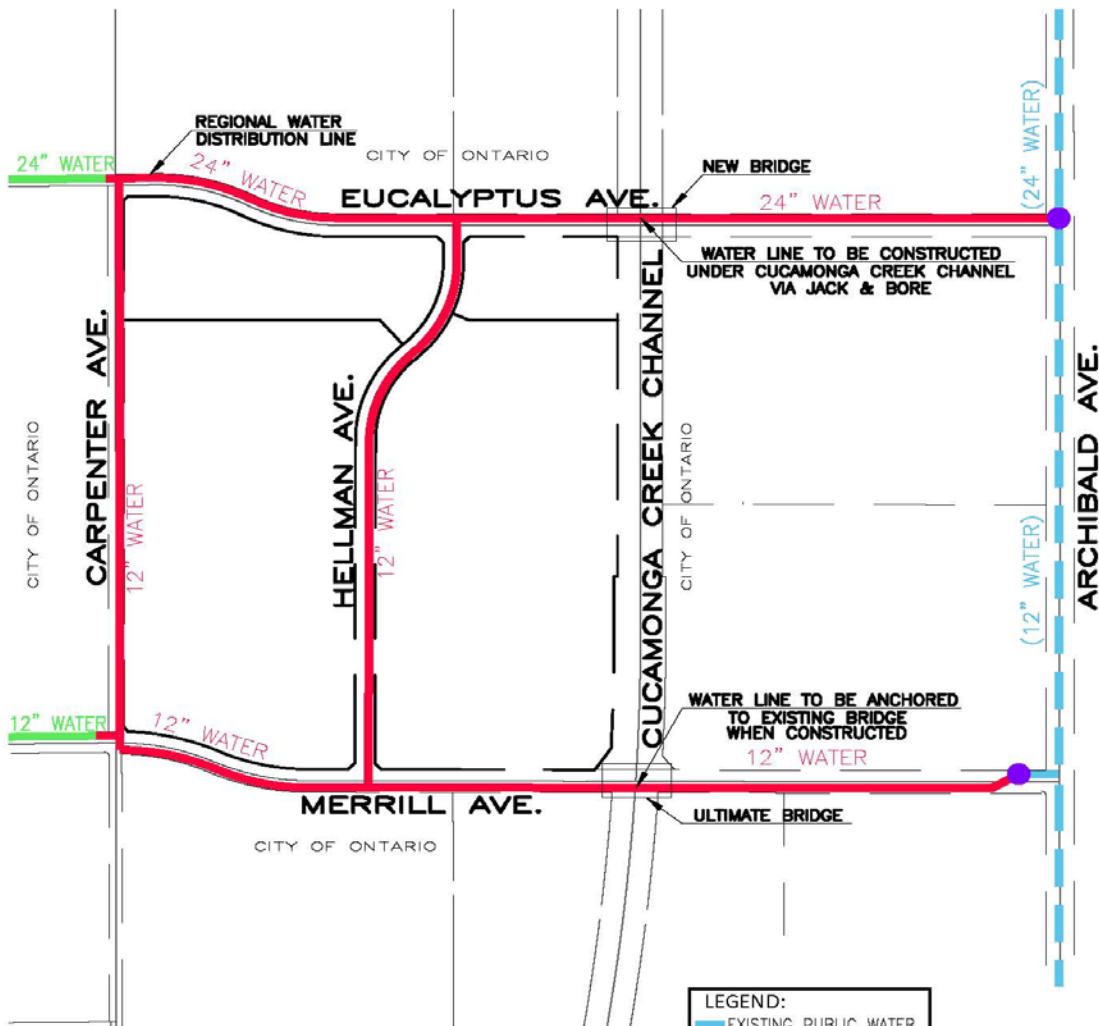 REGIONAL WATER
DISTRIBUTION LINE
24" WATER
24" WATER
CITY OF ONTARIO
NEW BRIDGE
(24" WATER)
EUCALYPTUS AVE.
24" WATER
WATER LINE TO BE CONSTRUCTED
UNDER CUCAMONGA CREEK CHANNEL
VIA JACK & BORE
CARPENTER AVE.
HELLMAN AVE.
CUCAMONGA CREEK CHANNEL
ARCHIBALD AVE.
CITY OF ONTARIO
CITY OF ONTARIO
12" WATER
12" WATER
(12" WATER)
12" WATER
12" WATER
WATER LINE TO BE ANCHORED
TO EXISTING BRIDGE
WHEN CONSTRUCTED
12" WATER
MERRILL AVE.
ULTIMATE BRIDGE
CITY OF ONTARIO
LEGEND:
EXISTING PUBLIC WATER